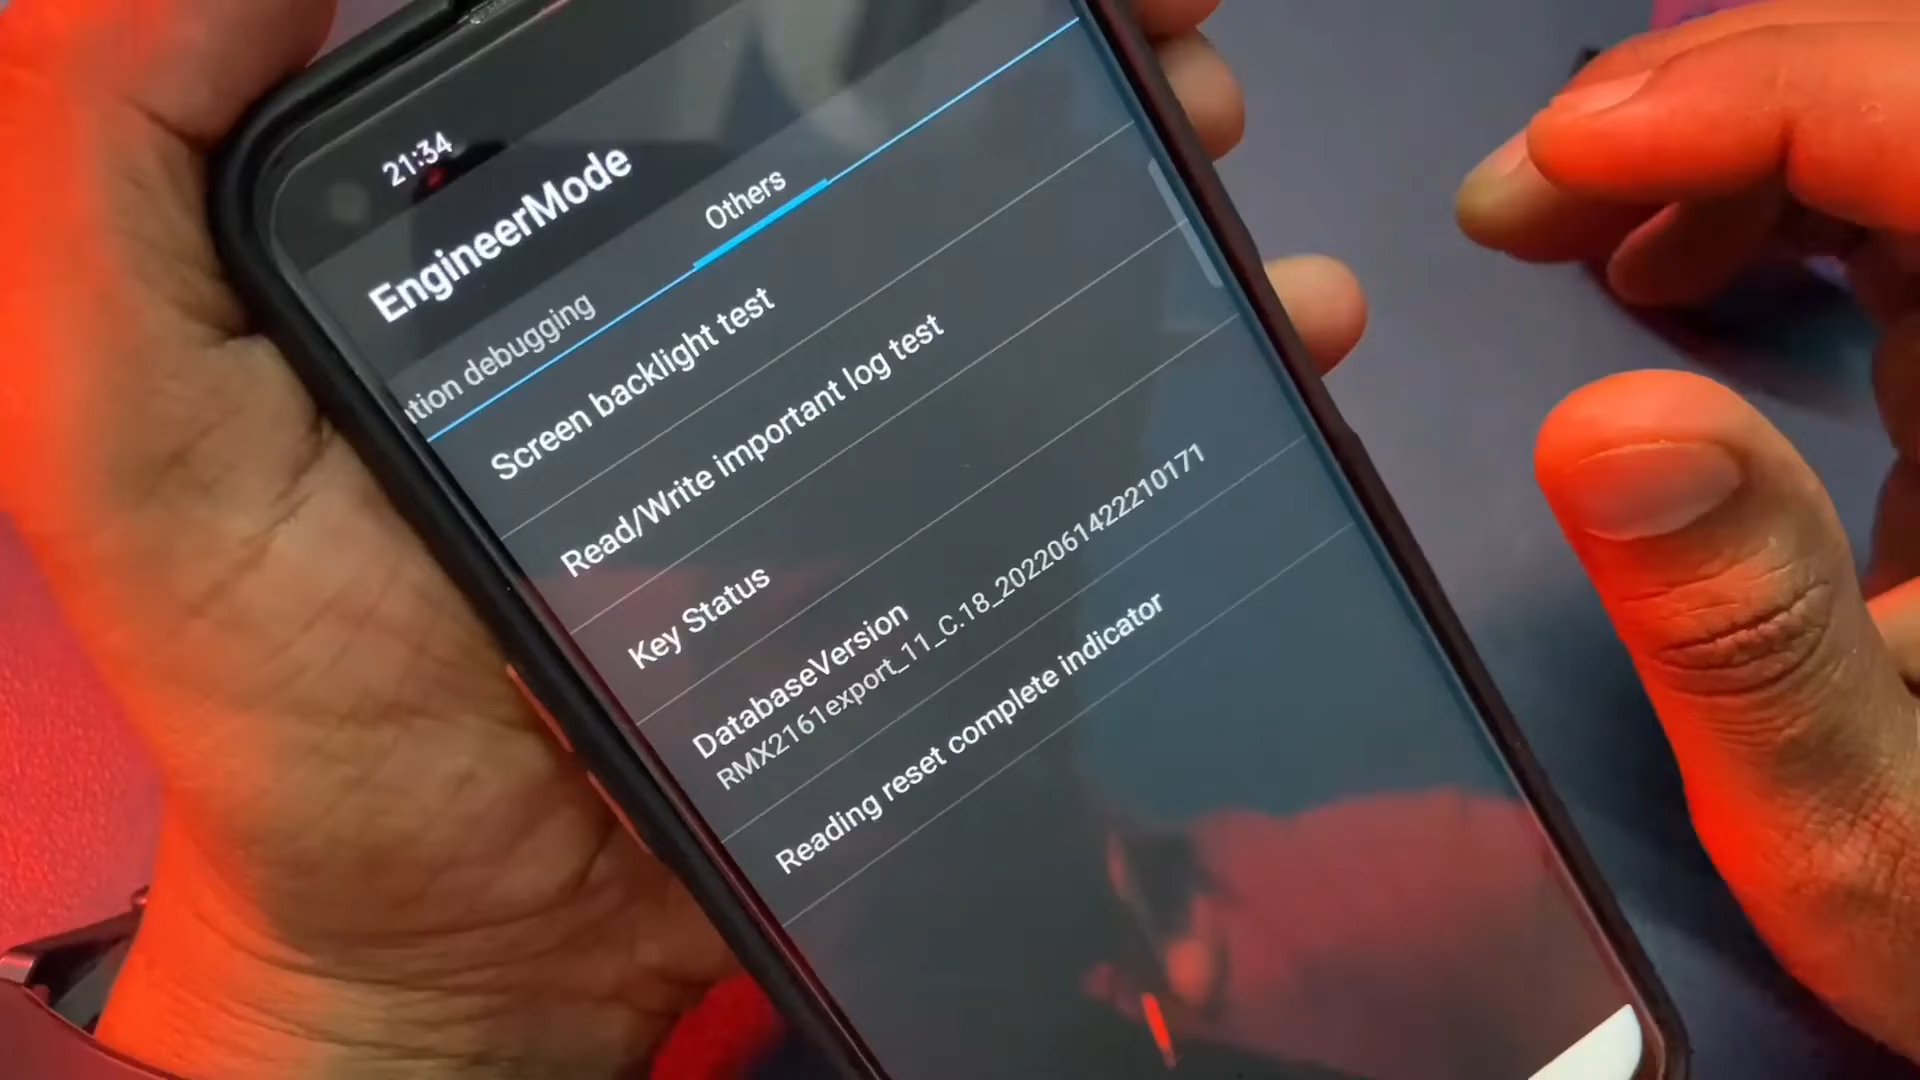 21:34
EngineerMode
tion debugging
Others
Screen backlight test
Read/Write important log test
Key Status
DatabaseVersion
RMX2161export_11_C.18_2022061422210171
Reading reset complete indicator